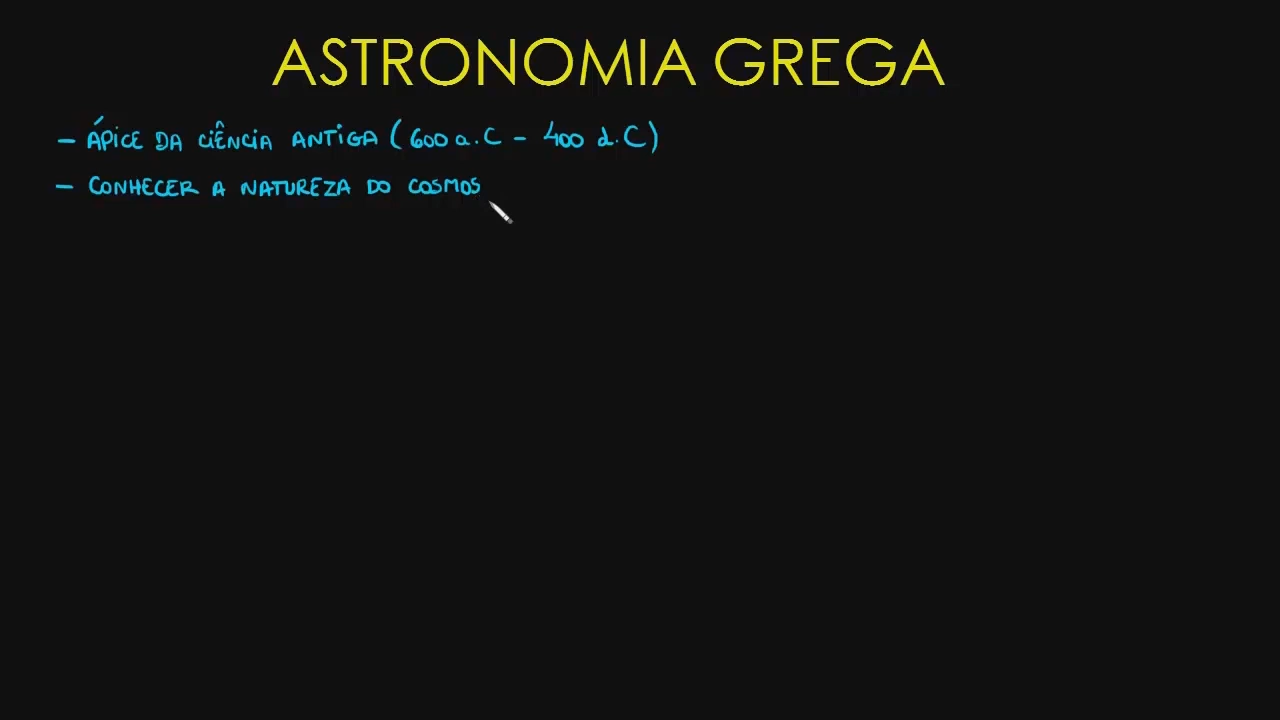 ASTRONOMIA GREGA
- ÁPICE DA CIÊNCIA ANTIGA (600 a.C - 400 d.C)
- CONHECER A NATUREZA DO COSMOS